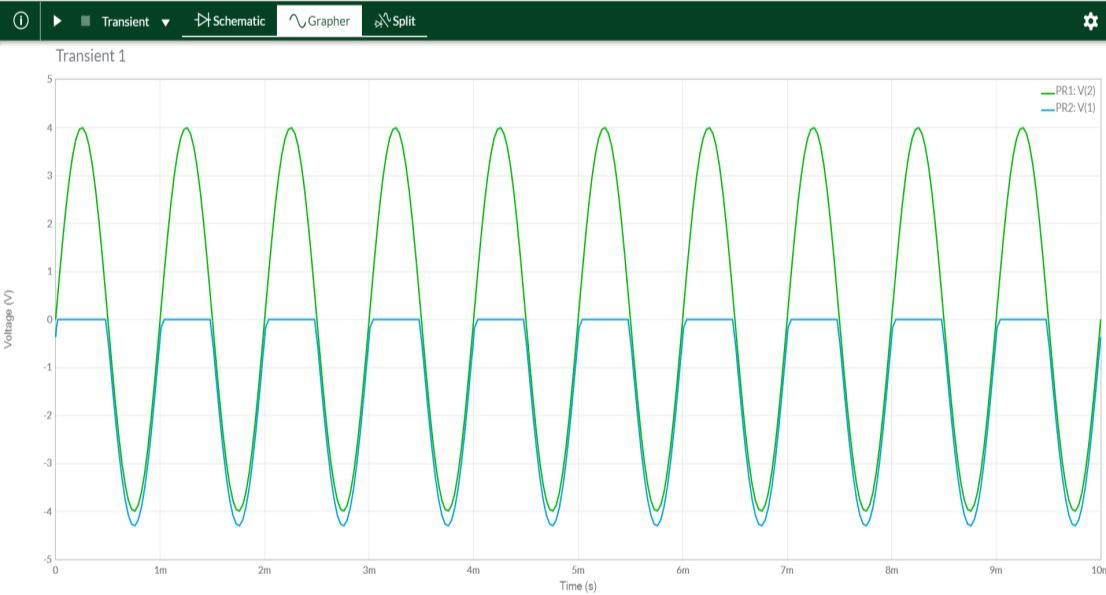 Transient Schematic Grapher Split
Transient 1
PR1: V(2)
PR2: V(1)
Voltage (V)
5
4
3
2
1
0
-1
-2
-3
-4
-5
0 1m 2m 3m 4m 5m 6m 7m 8m 9m 10m
Time (s)